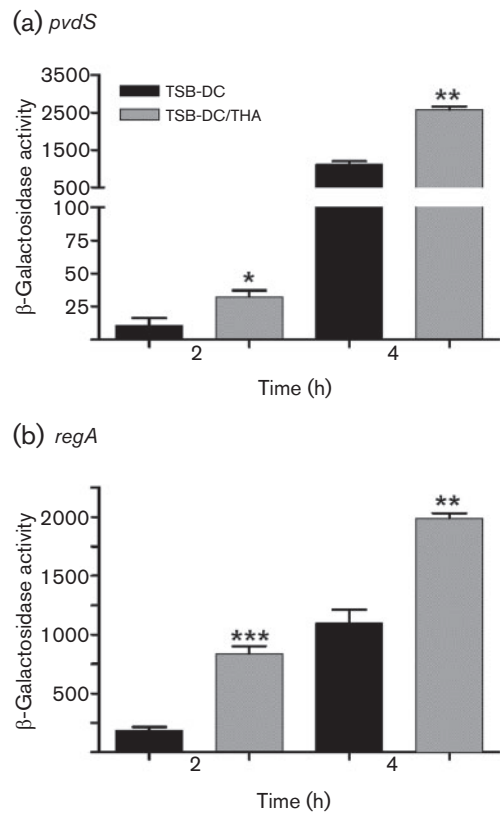 (a) pvdS
β-Galactosidase activity
3500
2500
1500
500
100
75
50
25
TSB-DC
TSB-DC/THA
*
**
2 4
Time (h)
(b) regA
β-Galactosidase activity
2000
1500
1000
500
***
**
2 4
Time (h)